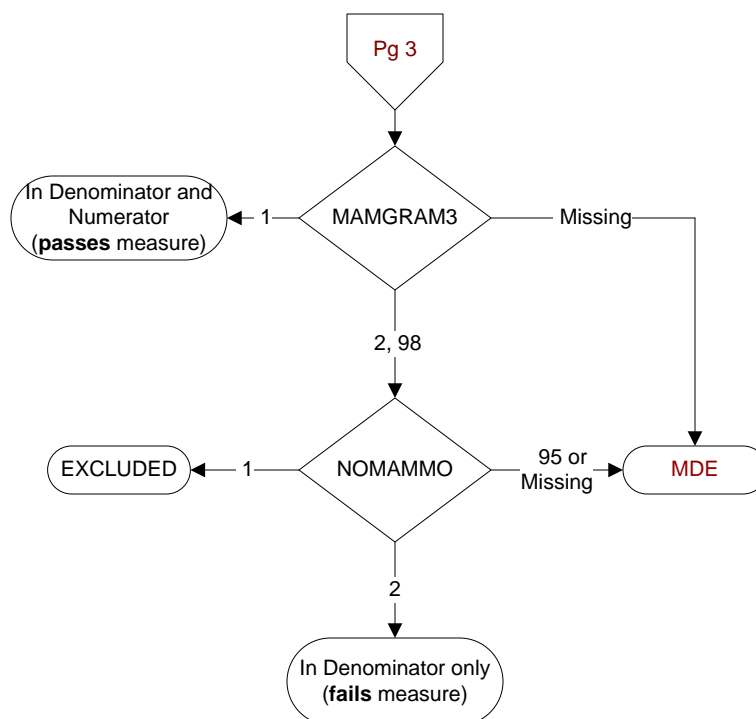 Pg 3
In Denominator and
Numerator
(passes measure)
1
MAMGRAM3
Missing
2, 98
EXCLUDED
1
NOMAMMO
95 or
Missing
MDE
2
In Denominator only
(fails measure)